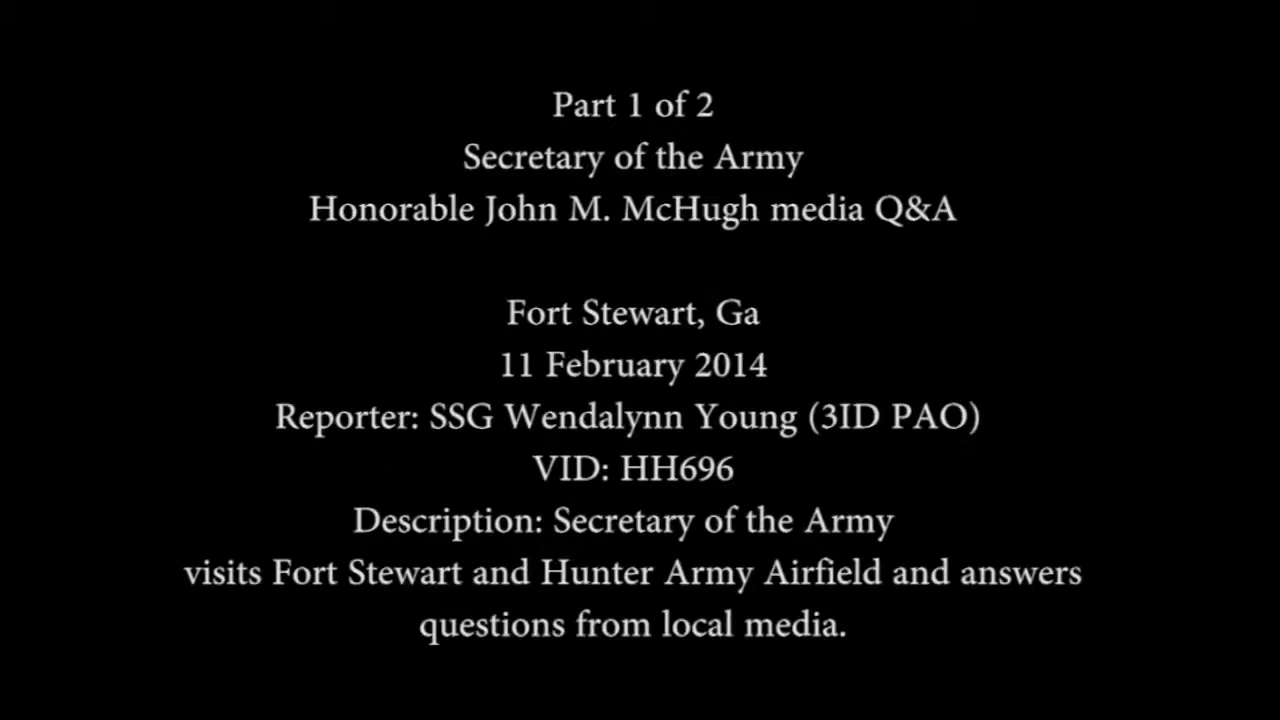 Part 1 of 2
Secretary of the Army
Honorable John M. McHugh media Q&A
Fort Stewart, Ga
11 February 2014
Reporter: SSG Wendalynn Young (3ID PAO)
VID: HH696
Description: Secretary of the Army
visits Fort Stewart and Hunter Army Airfield and answers
questions from local media.